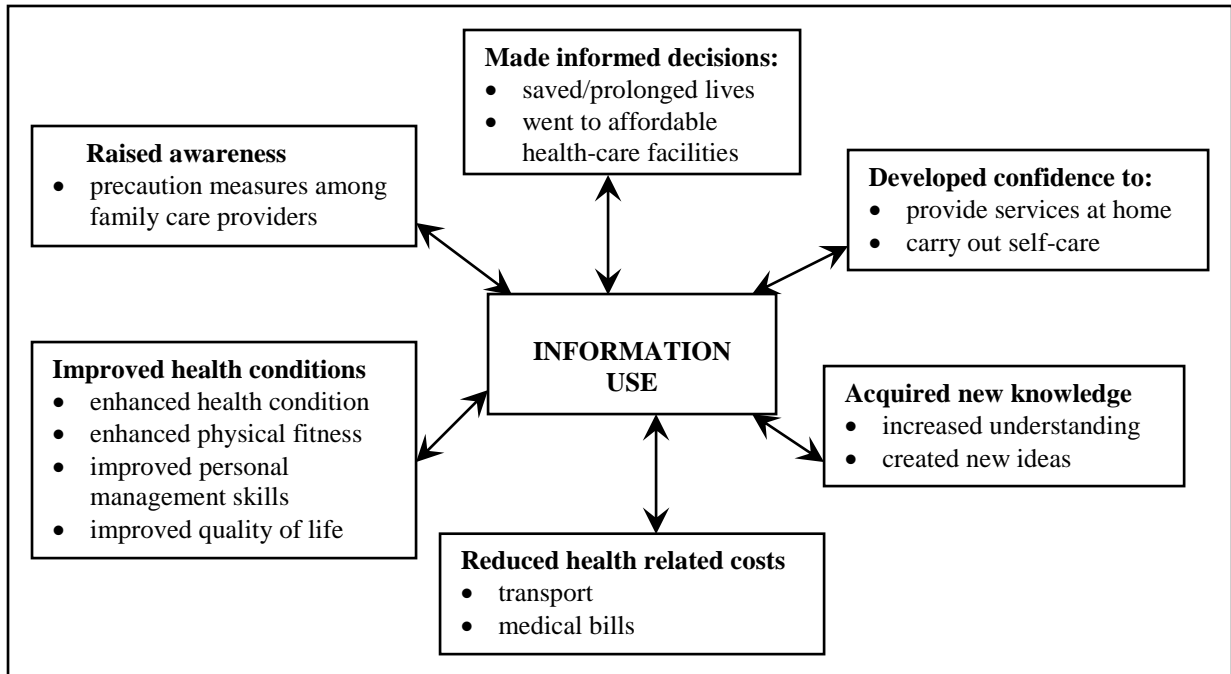 Made informed decisions:
• saved/prolonged lives
• went to affordable
health-care facilities
Raised awareness
• precaution measures among
family care providers
Developed confidence to:
• provide services at home
• carry out self-care
INFORMATION
USE
Improved health conditions
• enhanced health condition
• enhanced physical fitness
• improved personal
management skills
• improved quality of life
Acquired new knowledge
• increased understanding
• created new ideas
Reduced health related costs
• transport
• medical bills